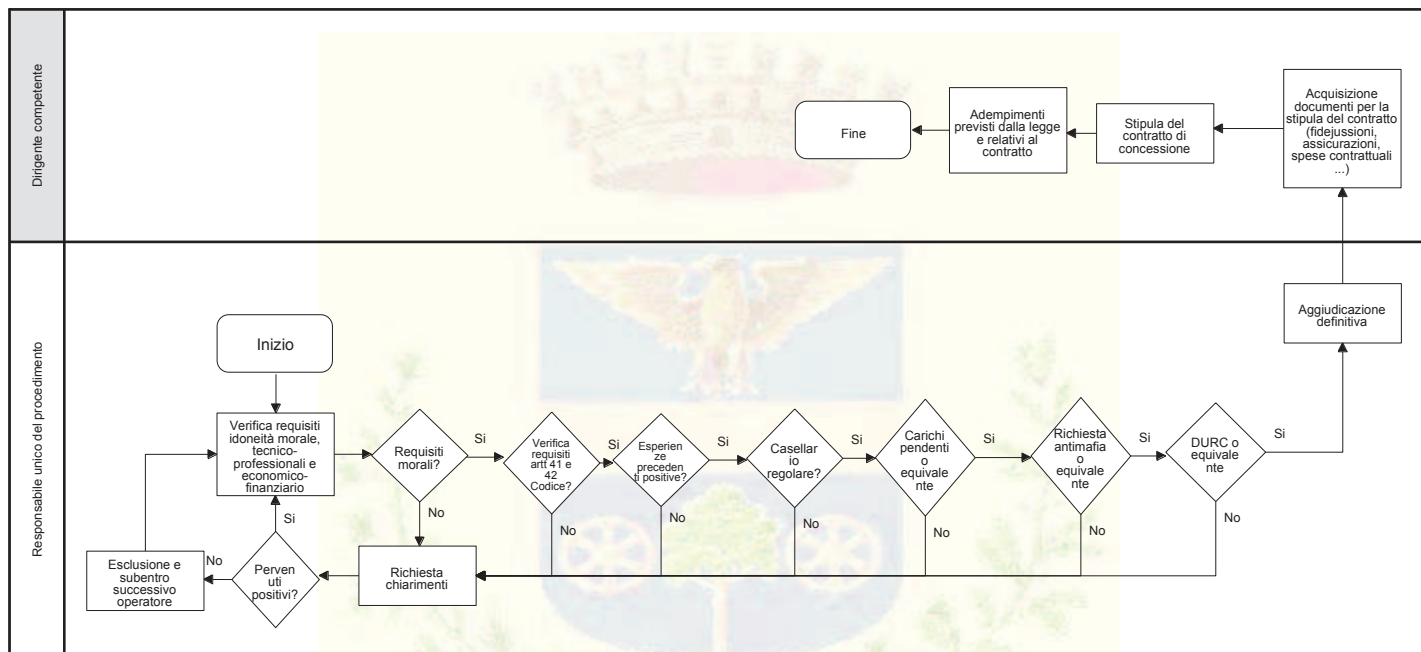 Dirigente competente
Fine
Adempimenti
previsti dalla legge
e relativi al
contratto
Stipula del
contratto di
concessione
Acquisizione
documenti per la
stipula del contratto
(fidejussioni,
assicurazioni,
spese contrattuali
...)
Responsabile unico del procedimento
Inizio
Verifica requisiti
idoneità morale,
tecnico-
professionali e
economico-
finanziario
Requisiti
morali?
Si
No
Verifica
requisiti
artt 41 e
42
Codice?
Si
No
Esperien
ze
preceden
ti positive?
Si
No
Casellar
io
regolare?
Si
No
Carichi
pendenti o
equivale
nte
Si
No
Richiesta
antimafia
o
equivale
nte
Si
No
DURC o
equivale
nte
Si
No
Aggiudicazione
definitiva
Richiesta
chiarimenti
Perven
uti
positivi?
Si
No
Esclusione e
subentro
successivo
operatore